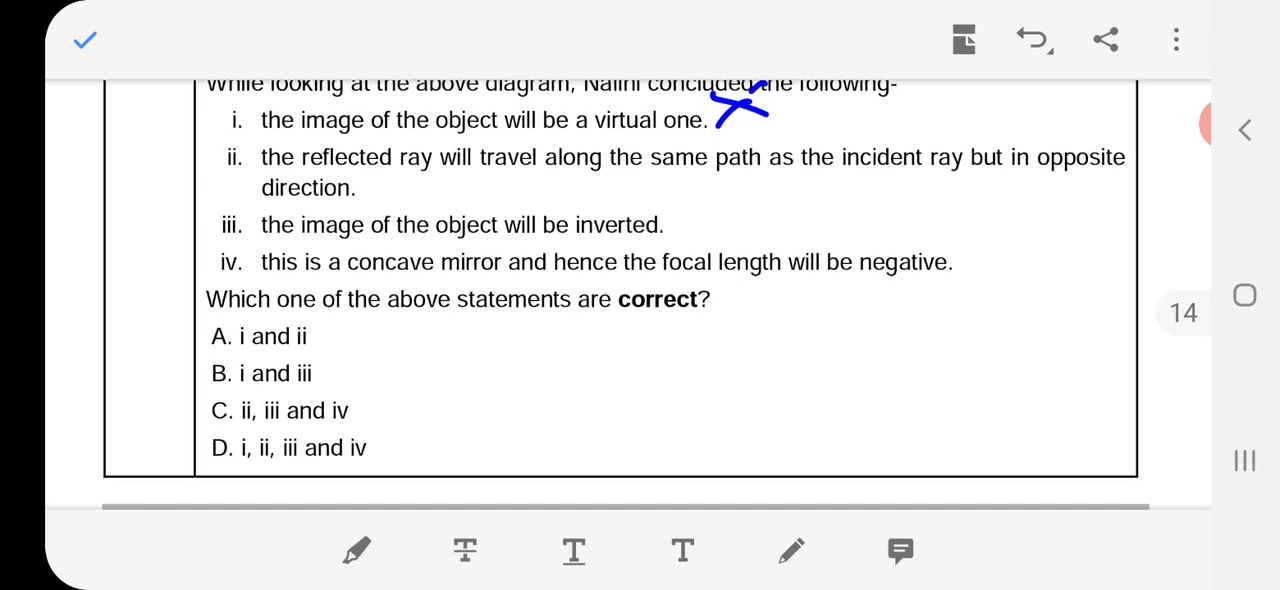 While looking at the above diagram, Nalini concluded the following-
i. the image of the object will be a virtual one.
ii. the reflected ray will travel along the same path as the incident ray but in opposite
direction.
iii. the image of the object will be inverted.
iv. this is a concave mirror and hence the focal length will be negative.
Which one of the above statements are correct?
14
A. i and ii
B. i and iii
C. ii, iii and iv
D. i, ii, iii and iv